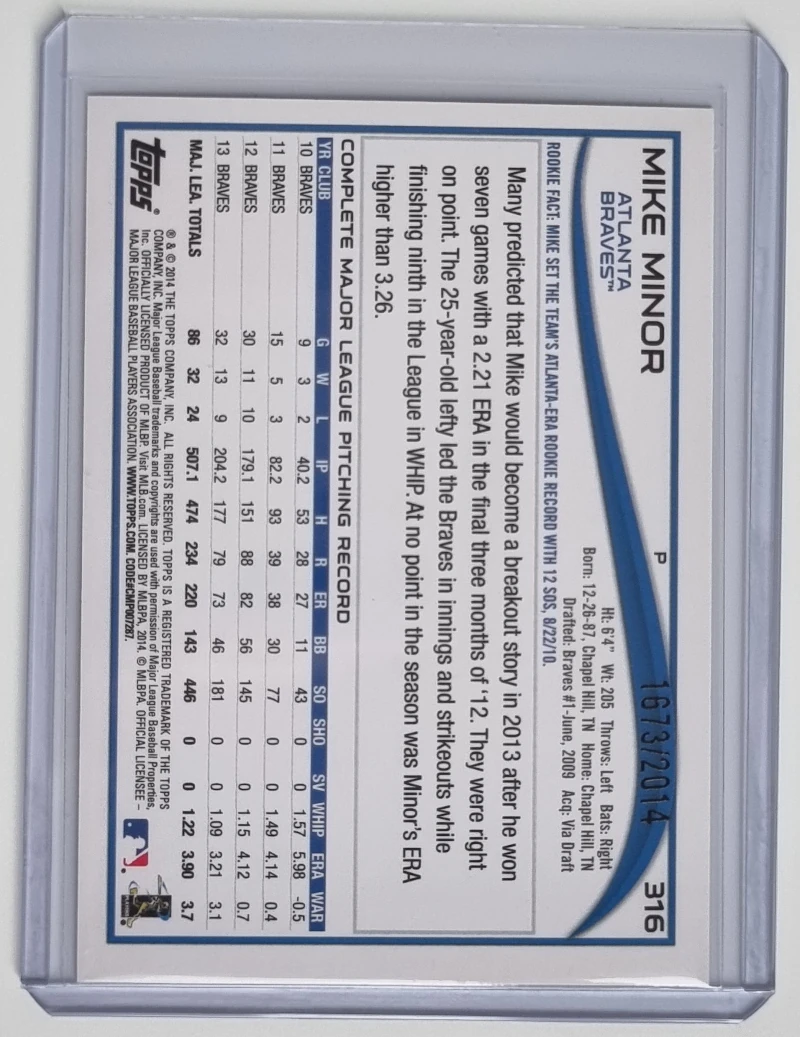 MIKE MINOR P 316
ATLANTA
BRAVES™
1673/2014
Ht: 6'4" Wt: 205 Throws: Left Bats: Right
Born: 12-26-87, Chapel Hill, TN Home: Chapel Hill, TN
Drafted: Braves #1-June, 2009 Acq: Via Draft
ROOKIE FACT: MIKE SET THE TEAM'S ATLANTA-ERA ROOKIE RECORD WITH 12 SOS, 8/22/10.
Many predicted that Mike would become a breakout story in 2013 after he won
seven games with a 2.21 ERA in the final three months of '12. They were right
on point. The 25-year-old lefty led the Braves in innings and strikeouts while
finishing ninth in the League in WHIP. At no point in the season was Minor's ERA
higher than 3.26.
COMPLETE MAJOR LEAGUE PITCHING RECORD
YR CLUB G W L IP H R ER BB SO SHO SV WHIP ERA WAR
10 BRAVES 9 3 2 40.2 53 28 27 11 43 0 0 1.57 5.98 -0.5
11 BRAVES 15 5 3 82.2 93 39 38 30 77 0 0 1.49 4.14 0.4
12 BRAVES 30 11 10 179.1 151 88 82 56 145 0 0 1.15 4.12 0.7
13 BRAVES 32 13 9 204.2 177 79 73 46 181 0 0 1.09 3.21 3.1
MAJ. LEA. TOTALS 86 32 24 507.1 474 234 220 143 446 0 0 1.22 3.90 3.7
topps®
® & © 2014 THE TOPPS COMPANY, INC. ALL RIGHTS RESERVED. TOPPS IS A REGISTERED TRADEMARK OF THE TOPPS
COMPANY, INC. Major League Baseball trademarks and copyrights are used with permission of Major League Baseball Properties,
Inc. OFFICIALLY LICENSED PRODUCT OF MLBP. Visit MLB.com. LICENSED BY MLBPA, 2014. © MLBPA. OFFICIAL LICENSEE –
MAJOR LEAGUE BASEBALL PLAYERS ASSOCIATION. WWW.TOPPS.COM. CODE#CMP007287.